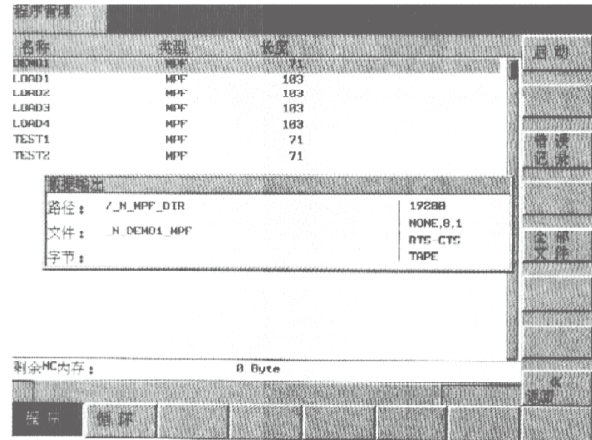 程序管理
名称 类型 长度
启动
DEMO1 MPF 71
LOAD1 MPF 103
LOAD2 MPF 103
LOAD3 MPF 103
LOAD4 MPF 103
TEST1 MPF 71
TEST2 MPF 71
错误
记录
数据输出
路径： /_N_MPF_DIR 19200
NONE,8,1
文件： _N_DEMO1_MPF
RTS-CTS
字节： TAPE
全部
文件
剩余NC内存： 0 Byte
<<
返回
程序 循环